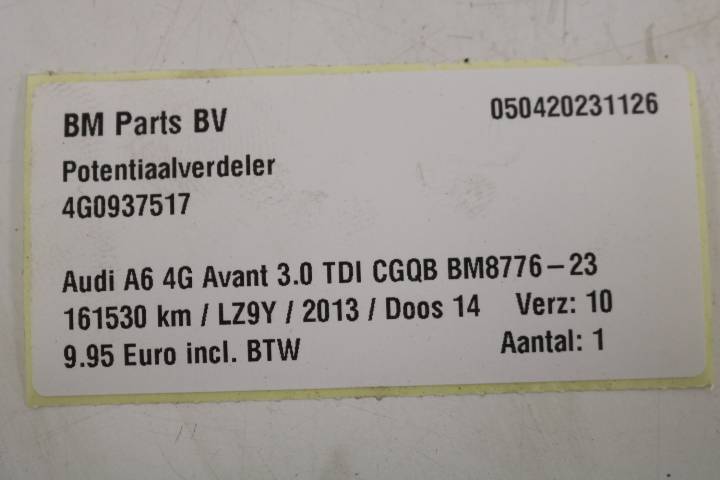 BM Parts BV 050420231126
Potentiaalverdeler
4G0937517
Audi A6 4G Avant 3.0 TDI CGQB BM8776-23
161530 km / LZ9Y / 2013 / Doos 14 Verz: 10
9.95 Euro incl. BTW Aantal: 1